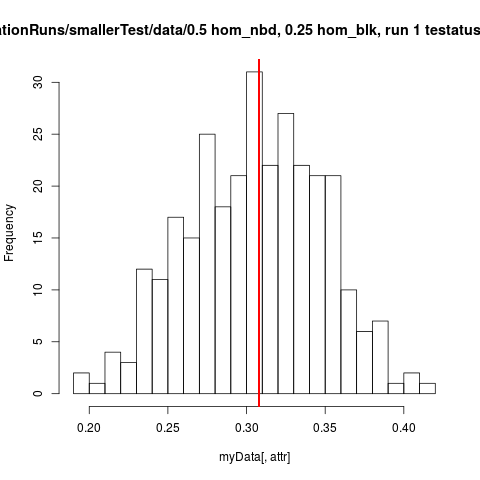 ationRuns/smallerTest/data/0.5 hom_nbd, 0.25 hom_blk, run 1 testatus
Frequency
30
25
20
15
10
5
0
0.20 0.25 0.30 0.35 0.40
myData[, attr]